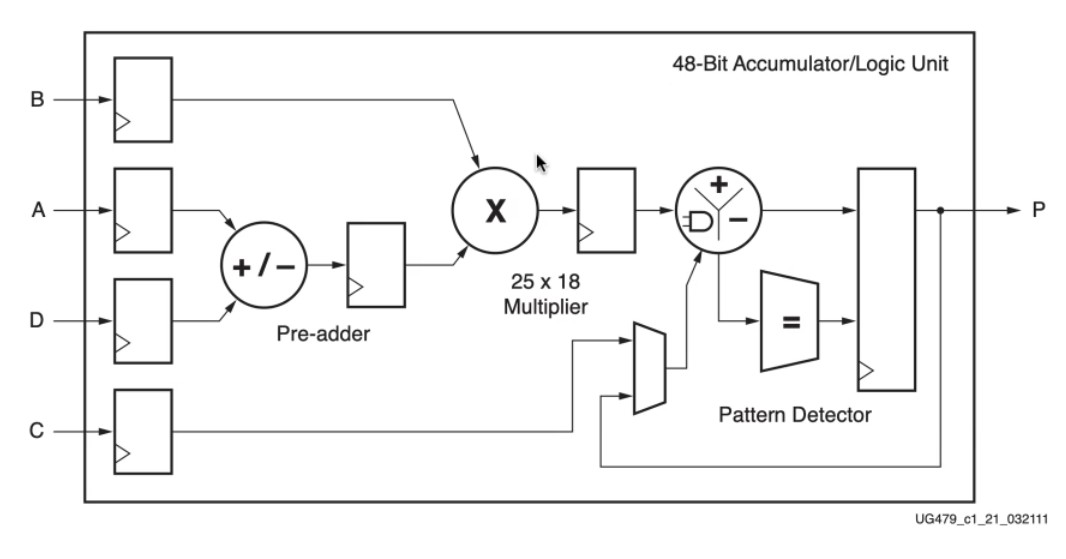 48-Bit Accumulator/Logic Unit
B
A
+ / −
X
+
−
P
D
Pre-adder
25 x 18
Multiplier
=
C
Pattern Detector
UG479_c1_21_032111